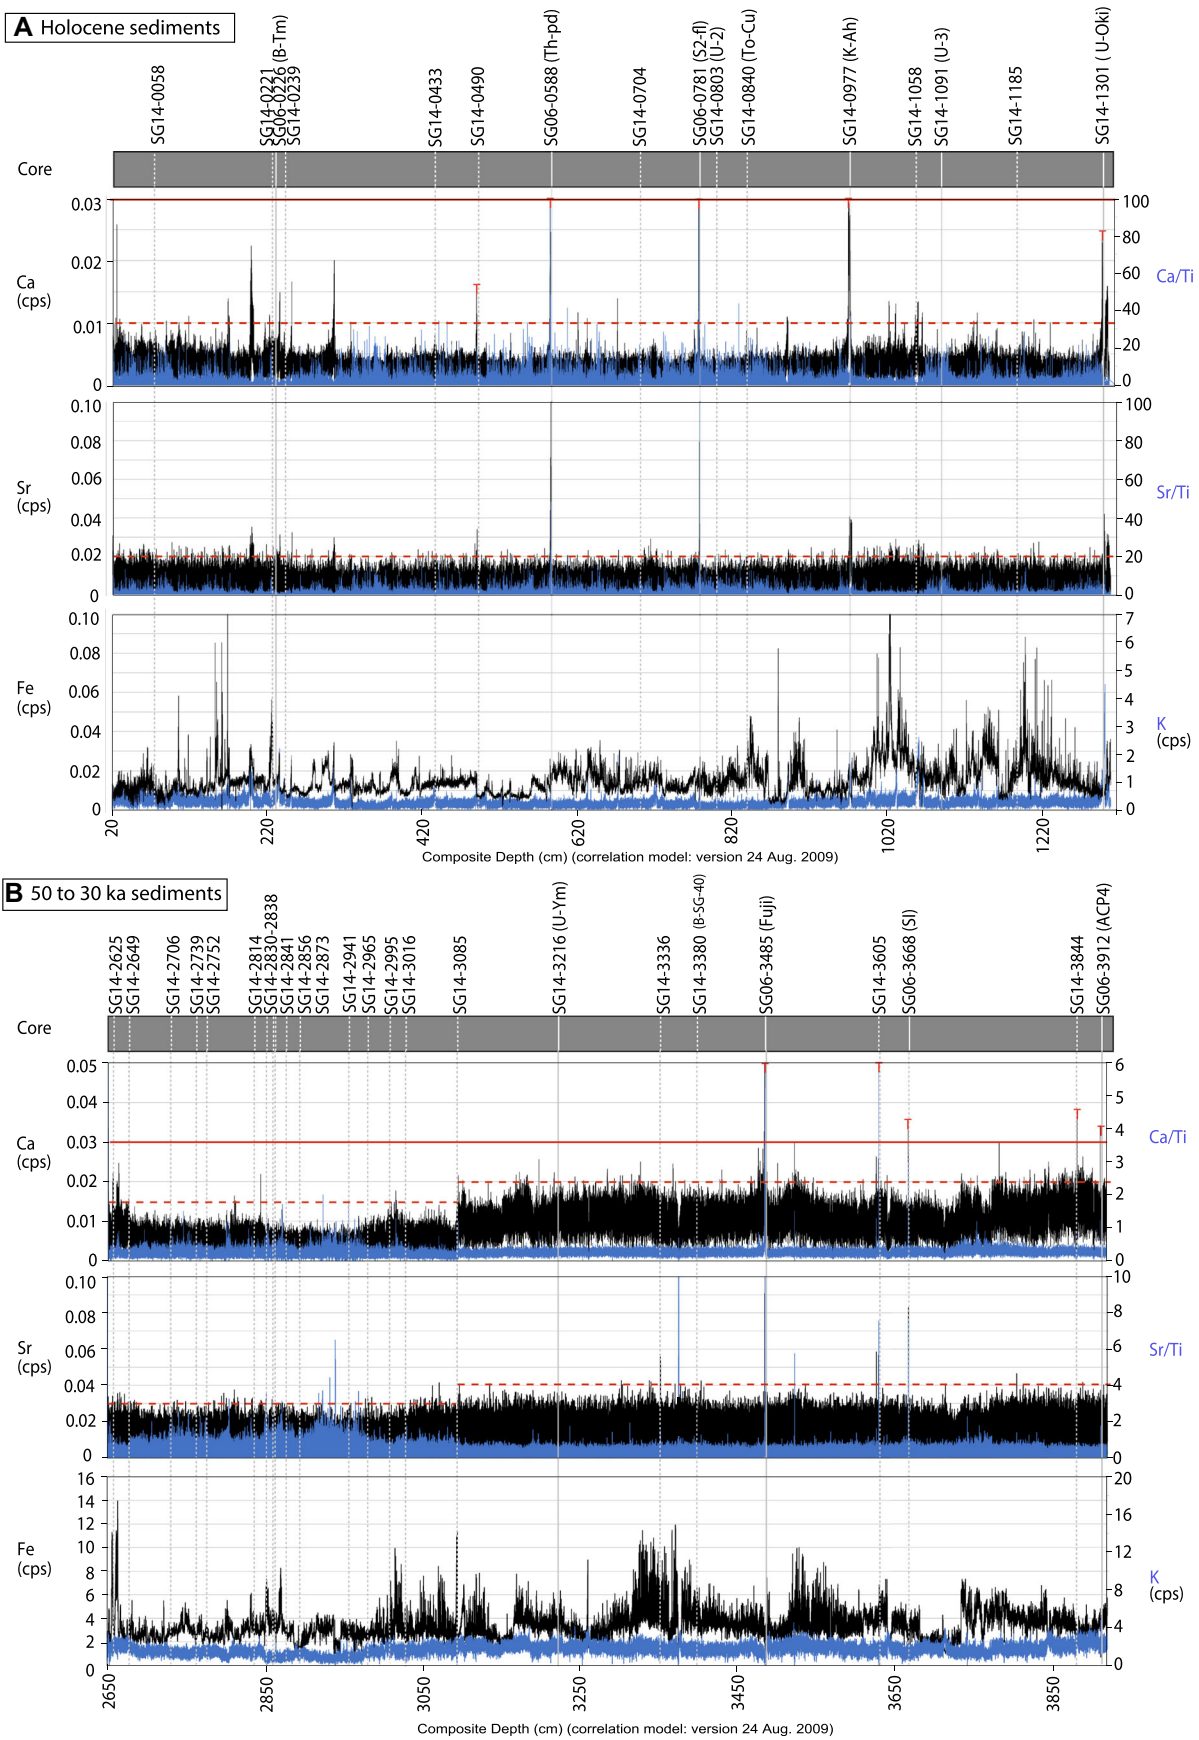 A Holocene sediments
SG14-0058
SG14-0221
SG06-0226 (B-Tm)
SG14-0239
SG14-0433
SG14-0490
SG06-0588 (Th-pd)
SG14-0704
SG06-0781 (S2-fl)
SG14-0803 (U-2)
SG14-0840 (To-Cu)
SG14-0977 (K-Ah)
SG14-1058
SG14-1091 (U-3)
SG14-1185
SG14-1301 ( U-Oki)
Core
0.03
0.02
0.01
0
Ca
(cps)
100
80
60
40
20
0
Ca/Ti
T T T T T
0.10
0.08
0.06
0.04
0.02
0
Sr
(cps)
100
80
60
40
20
0
Sr/Ti
0.10
0.08
0.06
0.04
0.02
0
Fe
(cps)
7
6
5
4
3
2
1
0
K
(cps)
20 220 420 620 820 1020 1220
Composite Depth (cm) (correlation model: version 24 Aug. 2009)
B 50 to 30 ka sediments
SG14-2625
SG14-2649
SG14-2706
SG14-2739
SG14-2752
SG14-2814
SG14-2830-2838
SG14-2841
SG14-2856
SG14-2873
SG14-2941
SG14-2965
SG14-2995
SG14-3016
SG14-3085
SG14-3216 (U-Ym)
SG14-3336
SG14-3380 (B-SG-40)
SG06-3485 (Fuji)
SG14-3605
SG06-3668 (SI)
SG14-3844
SG06-3912 (ACP4)
Core
0.05
0.04
0.03
0.02
0.01
0
Ca
(cps)
6
5
4
3
2
1
0
Ca/Ti
T T T T T
0.10
0.08
0.06
0.04
0.02
0
Sr
(cps)
10
8
6
4
2
0
Sr/Ti
16
14
12
10
8
6
4
2
0
Fe
(cps)
20
16
12
8
4
0
K
(cps)
2650 2850 3050 3250 3450 3650 3850
Composite Depth (cm) (correlation model: version 24 Aug. 2009)